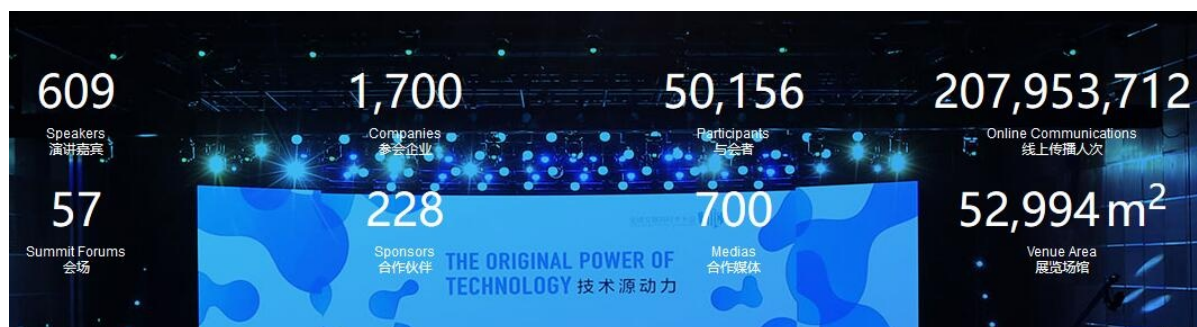 609
Speakers
演讲嘉宾
1,700
Companies
参会企业
50,156
Participants
与会者
207,953,712
Online Communications
线上传播人次
57
Summit Forums
会场
228
Sponsors
合作伙伴
700
Medias
合作媒体
52,994 m²
Venue Area
展览场馆
THE ORIGINAL POWER OF
TECHNOLOGY 技术源动力